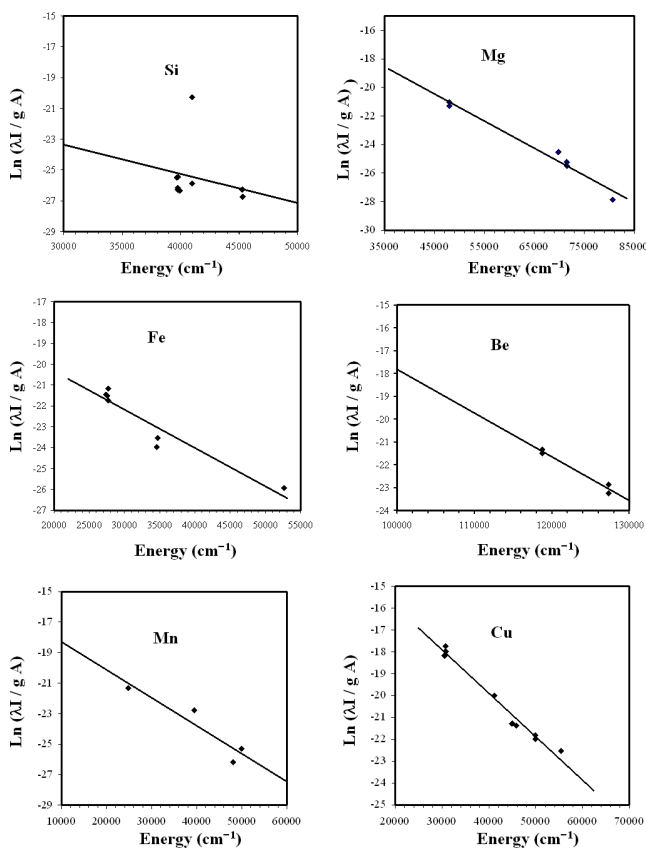 Si
Ln (λI / g A)
-15
-17
-19
-21
-23
-25
-27
-29
30000 35000 40000 45000 50000
Energy (cm⁻¹)
Mg
Ln (λI / g A )
-16
-18
-20
-22
-24
-26
-28
-30
35000 45000 55000 65000 75000 85000
Energy (cm⁻¹)
Fe
Ln (λI / g A)
-17
-18
-19
-20
-21
-22
-23
-24
-25
-26
-27
20000 25000 30000 35000 40000 45000 50000 55000
Energy (cm⁻¹)
Be
Ln (λI / g A)
-15
-16
-17
-18
-19
-20
-21
-22
-23
-24
100000 110000 120000 130000
Energy (cm⁻¹)
Mn
Ln (λI / g A)
-15
-17
-19
-21
-23
-25
-27
-29
10000 20000 30000 40000 50000 60000
Energy (cm⁻¹)
Cu
Ln (λI / g A)
-15
-16
-17
-18
-19
-20
-21
-22
-23
-24
-25
20000 30000 40000 50000 60000 70000
Energy (cm⁻¹)